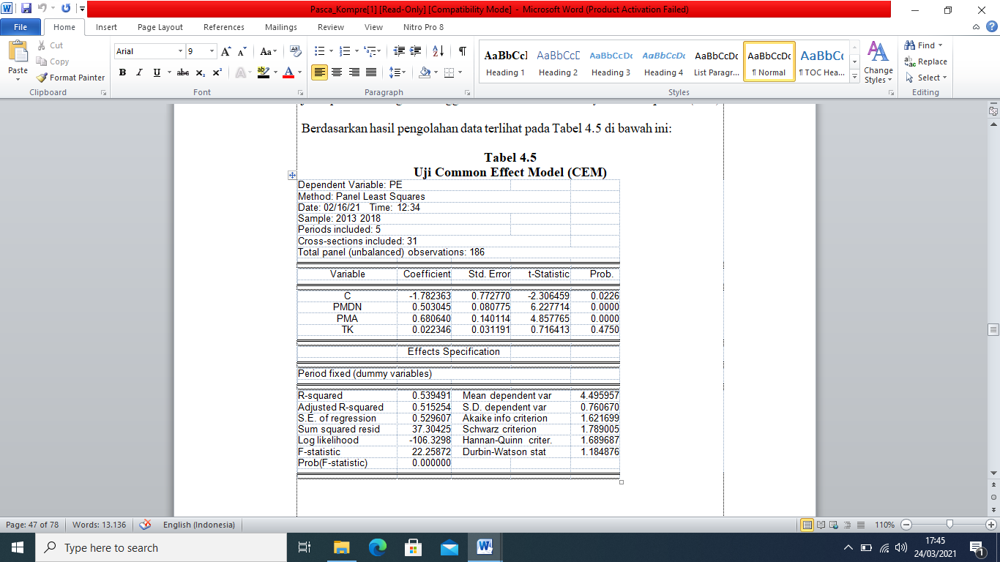 Pasca_Kompre[1] [Read-Only] [Compatibility Mode] - Microsoft Word (Product Activation Failed)
File Home Insert Page Layout References Mailings Review View Nitro Pro 8
Paste
Cut
Copy
Format Painter
Clipboard
Arial 9
Font
Paragraph
AaBbCcI AaBbCcE AaBbCcDc AaBbCcDc AaBbCcDc AaBbCcDc AaBbC
Heading 1 Heading 2 Heading 3 Heading 4 List Paragr... ¶ Normal ¶ TOC Hea...
Change Styles
Styles
Find
Replace
Select
Editing
Berdasarkan hasil pengolahan data terlihat pada Tabel 4.5 di bawah ini:
Tabel 4.5
Uji Common Effect Model (CEM)
Dependent Variable: PE
Method: Panel Least Squares
Date: 02/16/21 Time: 12:34
Sample: 2013 2018
Periods included: 5
Cross-sections included: 31
Total panel (unbalanced) observations: 186
Variable Coefficient Std. Error t-Statistic Prob.
C -1.782363 0.772770 -2.306459 0.0226
PMDN 0.503045 0.080775 6.227714 0.0000
PMA 0.680640 0.140114 4.857765 0.0000
TK 0.022346 0.031191 0.716413 0.4750
Effects Specification
Period fixed (dummy variables)
R-squared 0.539491 Mean dependent var 4.495957
Adjusted R-squared 0.515254 S.D. dependent var 0.760670
S.E. of regression 0.529607 Akaike info criterion 1.621699
Sum squared resid 37.30425 Schwarz criterion 1.789005
Log likelihood -106.3298 Hannan-Quinn criter. 1.689687
F-statistic 22.25872 Durbin-Watson stat 1.184876
Prob(F-statistic) 0.000000
Page: 47 of 78 Words: 13.136 English (Indonesia) 110%
Type here to search
17:45
24/03/2021